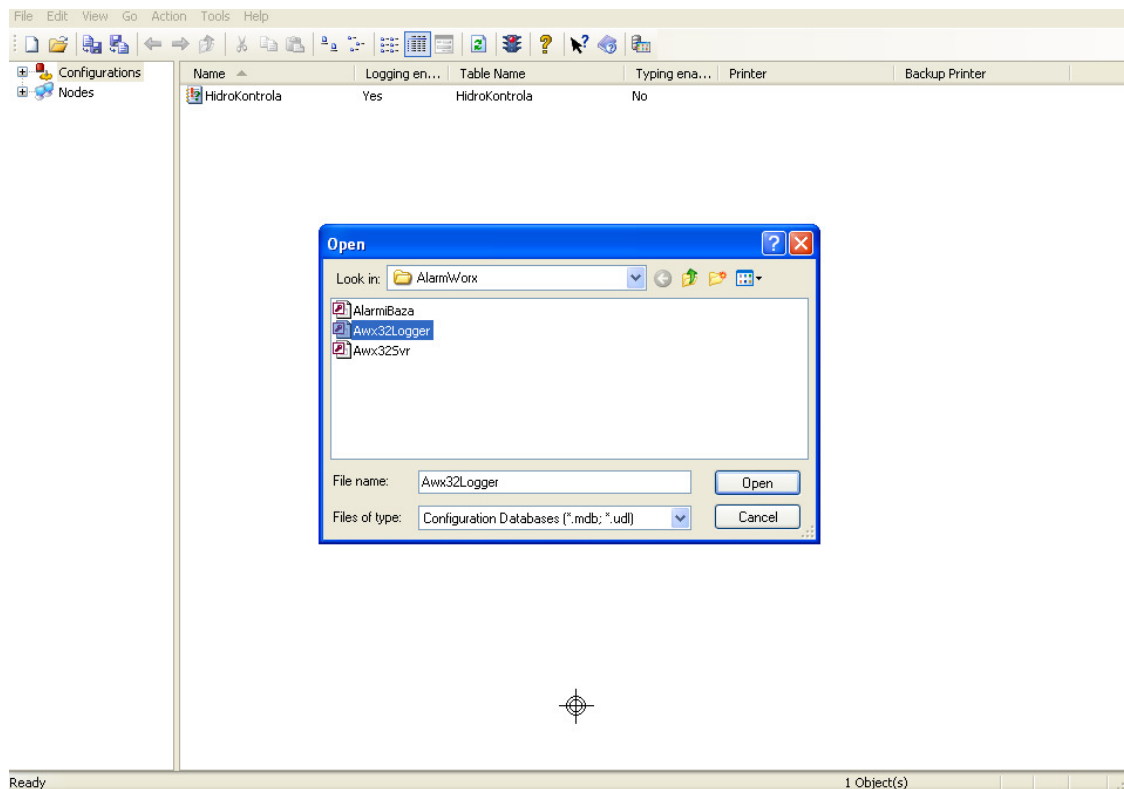 File Edit View Go Action Tools Help
Configurations
Nodes
Name Logging en... Table Name Typing ena... Printer Backup Printer
HidroKontrola Yes HidroKontrola No
Open
Look in: AlarmWorx
AlarmiBaza
Awx32Logger
Awx32Svr
File name: Awx32Logger Open
Files of type: Configuration Databases (*.mdb; *.udl) Cancel
Ready 1 Object(s)